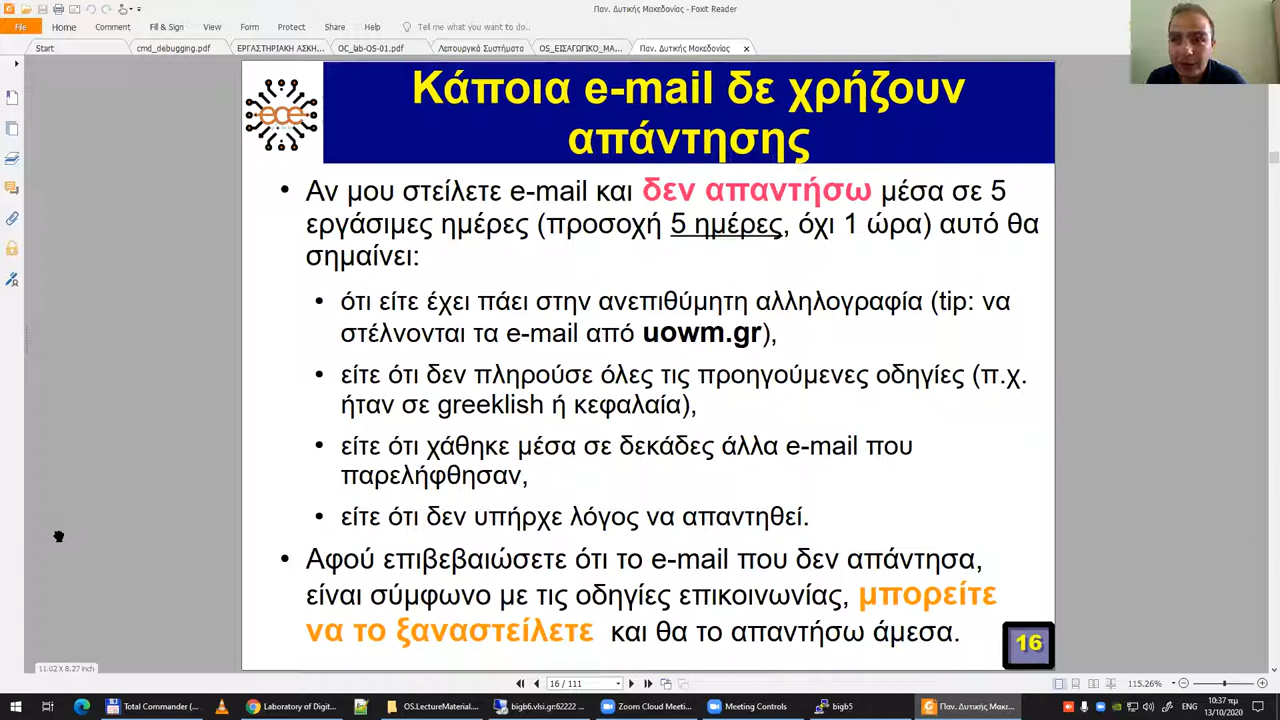 Παν. Δυτικής Μακεδονίας - Foxit Reader
File Home Comment Fill & Sign View Form Protect Share Help Tell me what you want to do...
Start cmd_debugging.pdf ΕΡΓΑΣΤΗΡΙΑΚΗ ΑΣΚΗ... OC_lab-OS-01.pdf Λειτουργικά Συστήματα OS_ΕΙΣΑΓΩΓΙΚΟ_ΜΑ... Παν. Δυτικής Μακεδονίας
ece
Κάποια e-mail δε χρήζουν
απάντησης
• Αν μου στείλετε e-mail και δεν απαντήσω μέσα σε 5
εργάσιμες ημέρες (προσοχή 5 ημέρες, όχι 1 ώρα) αυτό θα
σημαίνει:
• ότι είτε έχει πάει στην ανεπιθύμητη αλληλογραφία (tip: να
στέλνονται τα e-mail από uowm.gr),
• είτε ότι δεν πληρούσε όλες τις προηγούμενες οδηγίες (π.χ.
ήταν σε greeklish ή κεφαλαία),
• είτε ότι χάθηκε μέσα σε δεκάδες άλλα e-mail που
παρελήφθησαν,
• είτε ότι δεν υπήρχε λόγος να απαντηθεί.
• Αφού επιβεβαιώσετε ότι το e-mail που δεν απάντησα,
είναι σύμφωνο με τις οδηγίες επικοινωνίας, μπορείτε
να το ξαναστείλετε και θα το απαντήσω άμεσα.
16
11.02 X 8.27 inch
16 / 111
115.26%
Total Commander (... Laboratory of Digit... OS.LectureMaterial.... bigb6.vlsi.gr:62222 ... Zoom Cloud Meeti... Meeting Controls bigb5 Παν. Δυτικής Μακε... ENG 10:37 πμ
13/10/2020